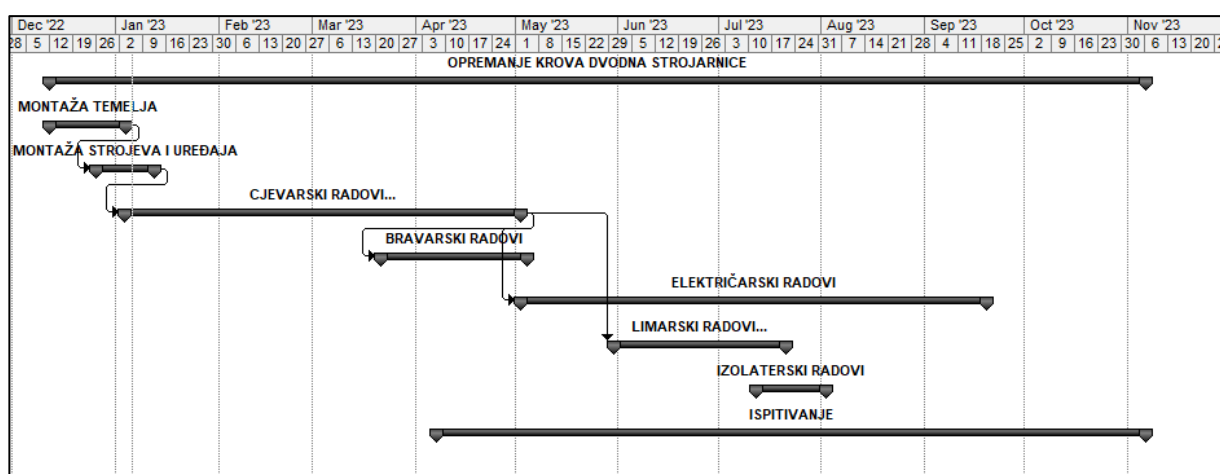 Dec '22 Jan '23 Feb '23 Mar '23 Apr '23 May '23 Jun '23 Jul '23 Aug '23 Sep '23 Oct '23 Nov '23
28 5 12 19 26 2 9 16 23 30 6 13 20 27 6 13 20 27 3 10 17 24 1 8 15 22 29 5 12 19 26 3 10 17 24 31 7 14 21 28 4 11 18 25 2 9 16 23 30 6 13 20
OPREMANJE KROVA DVODNA STROJARNICE
MONTAŽA TEMELJA
MONTAŽA STROJEVA I UREĐAJA
CJEVARSKI RADOVI...
BRAVARSKI RADOVI
ELEKTRIČARSKI RADOVI
LIMARSKI RADOVI...
IZOLATERSKI RADOVI
ISPITIVANJE